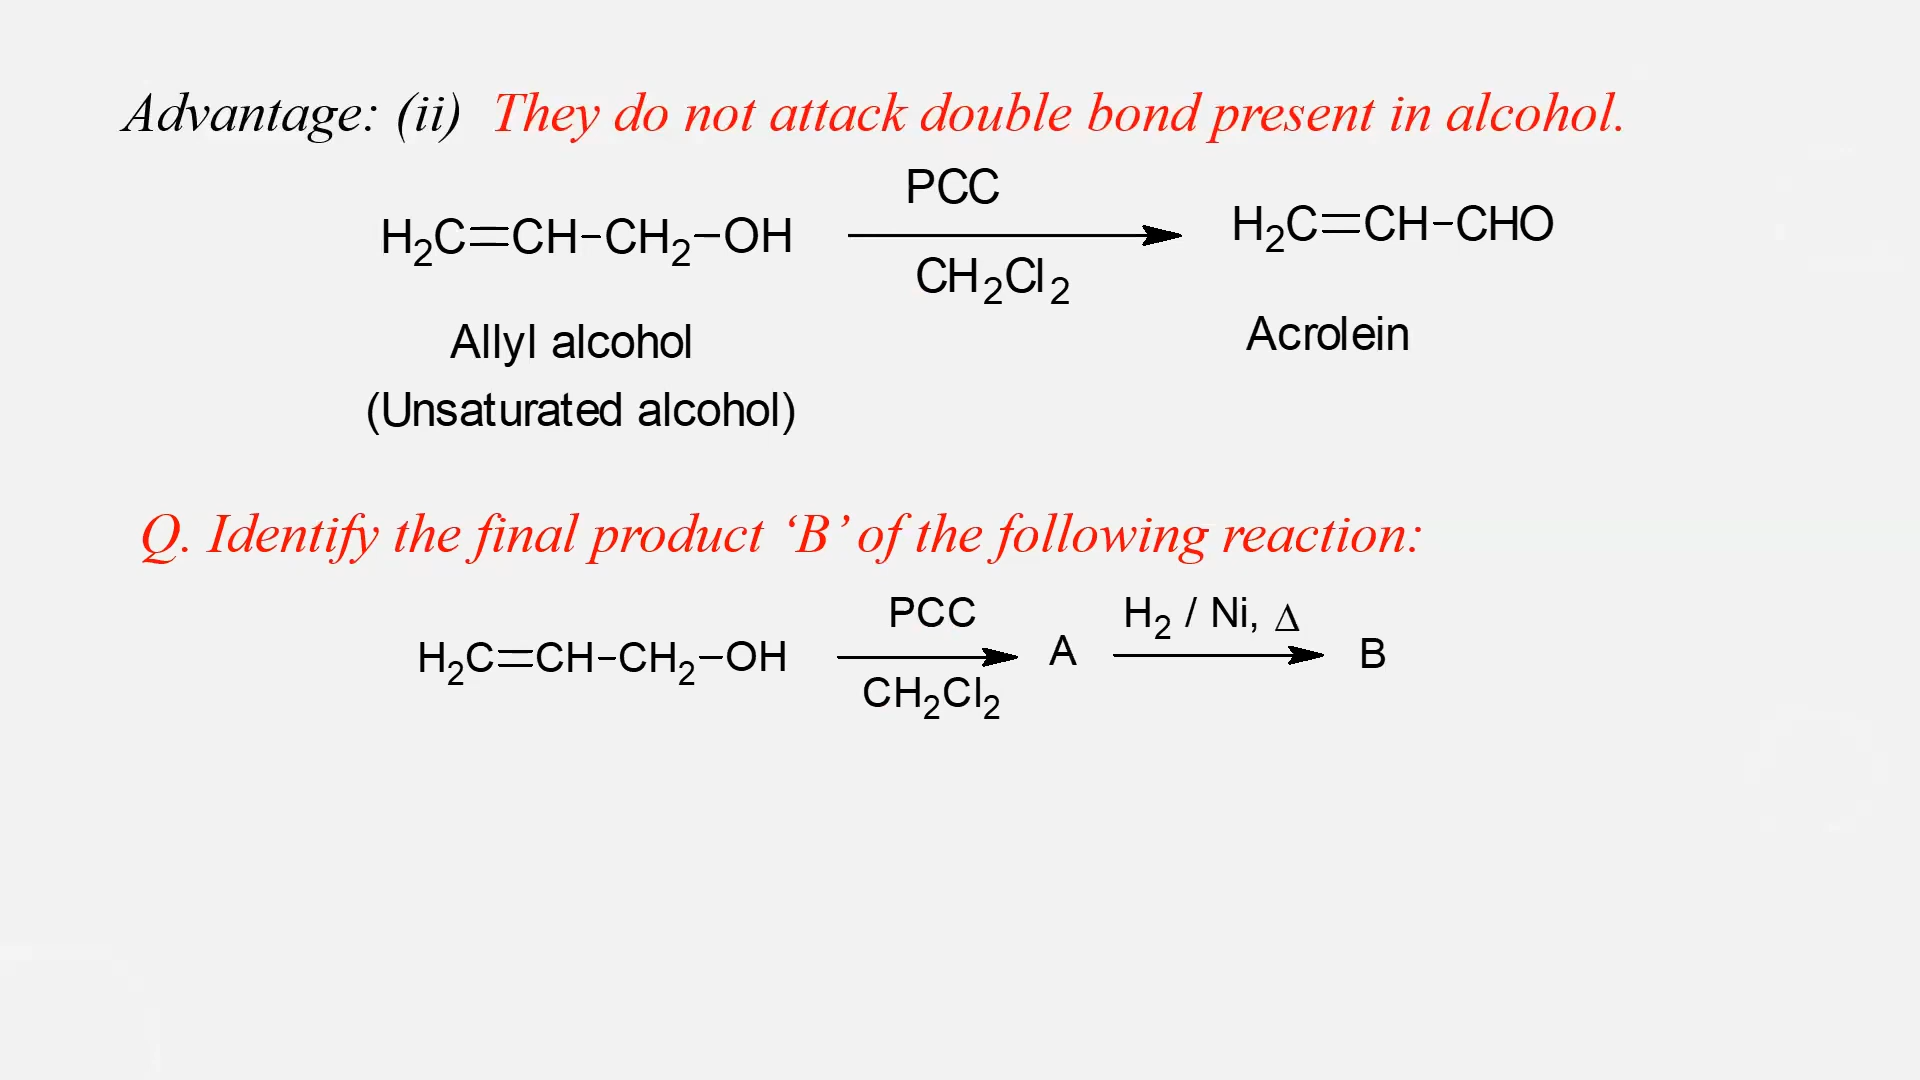 Advantage: (ii) They do not attack double bond present in alcohol.
PCC
H₂C=CH-CH₂-OH
H₂C=CH-CHO
CH₂Cl₂
Allyl alcohol
Acrolein
(Unsaturated alcohol)
Q. Identify the final product ‘B’ of the following reaction:
PCC
H₂ / Ni, Δ
H₂C=CH-CH₂-OH
A
B
CH₂Cl₂